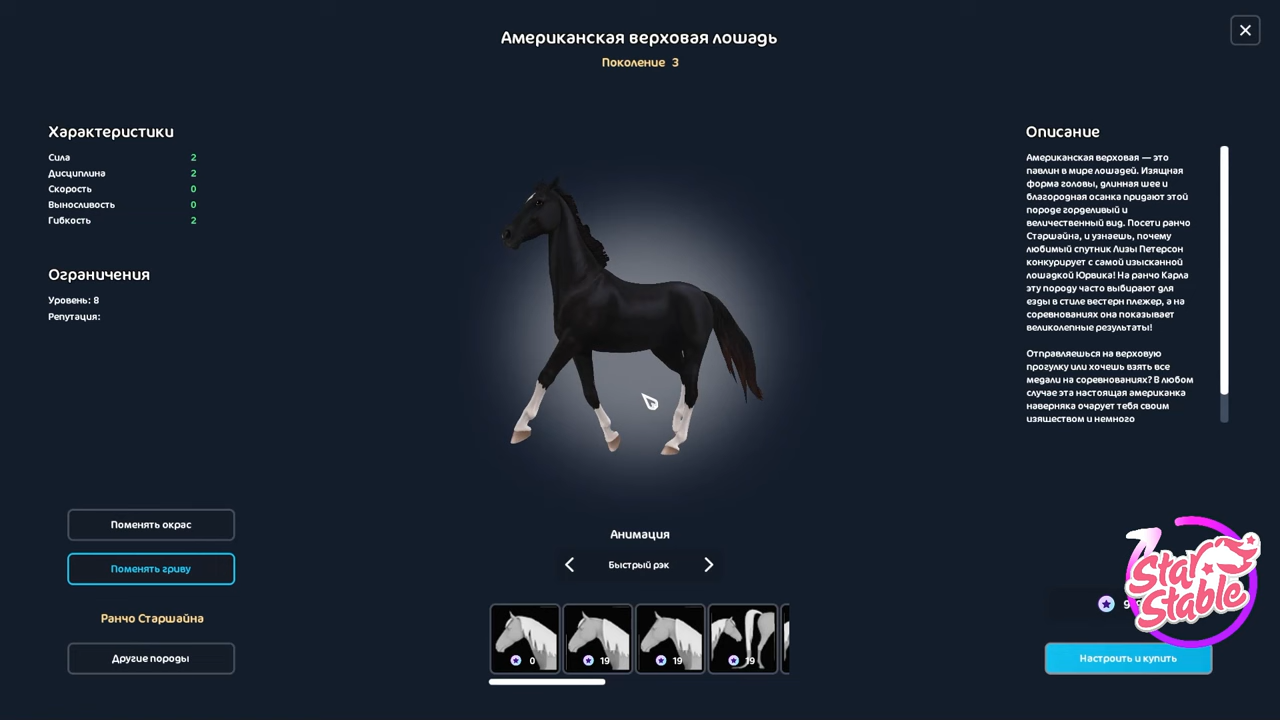 Американская верховая лошадь
Поколение 3
Характеристики
Сила 2
Дисциплина 2
Скорость 0
Выносливость 0
Гибкость 2
Ограничения
Уровень: 8
Репутация:
Описание
Американская верховая — это
павлин в мире лошадей. Изящная
форма головы, длинная шее и
благородная осанка придают этой
породе горделивый и
величественный вид. Посети ранчо
Старшайна, и узнаешь, почему
любимый спутник Лизы Петерсон
конкурирует с самой изысканной
лошадкой Юрвика! На ранчо Карла
эту породу часто выбирают для
езды в стиле вестерн плежер, а на
соревнованиях она показывает
великолепные результаты!
Отправляешься на верховую
прогулку или хочешь взять все
медали на соревнованиях? В любом
случае эта настоящая американка
наверняка очарует тебя своим
изяществом и немного
Поменять окрас
Поменять гриву
Ранчо Старшайна
Другие породы
Анимация
Быстрый рэк
0
19
19
19
Star
Stable
Настроить и купить